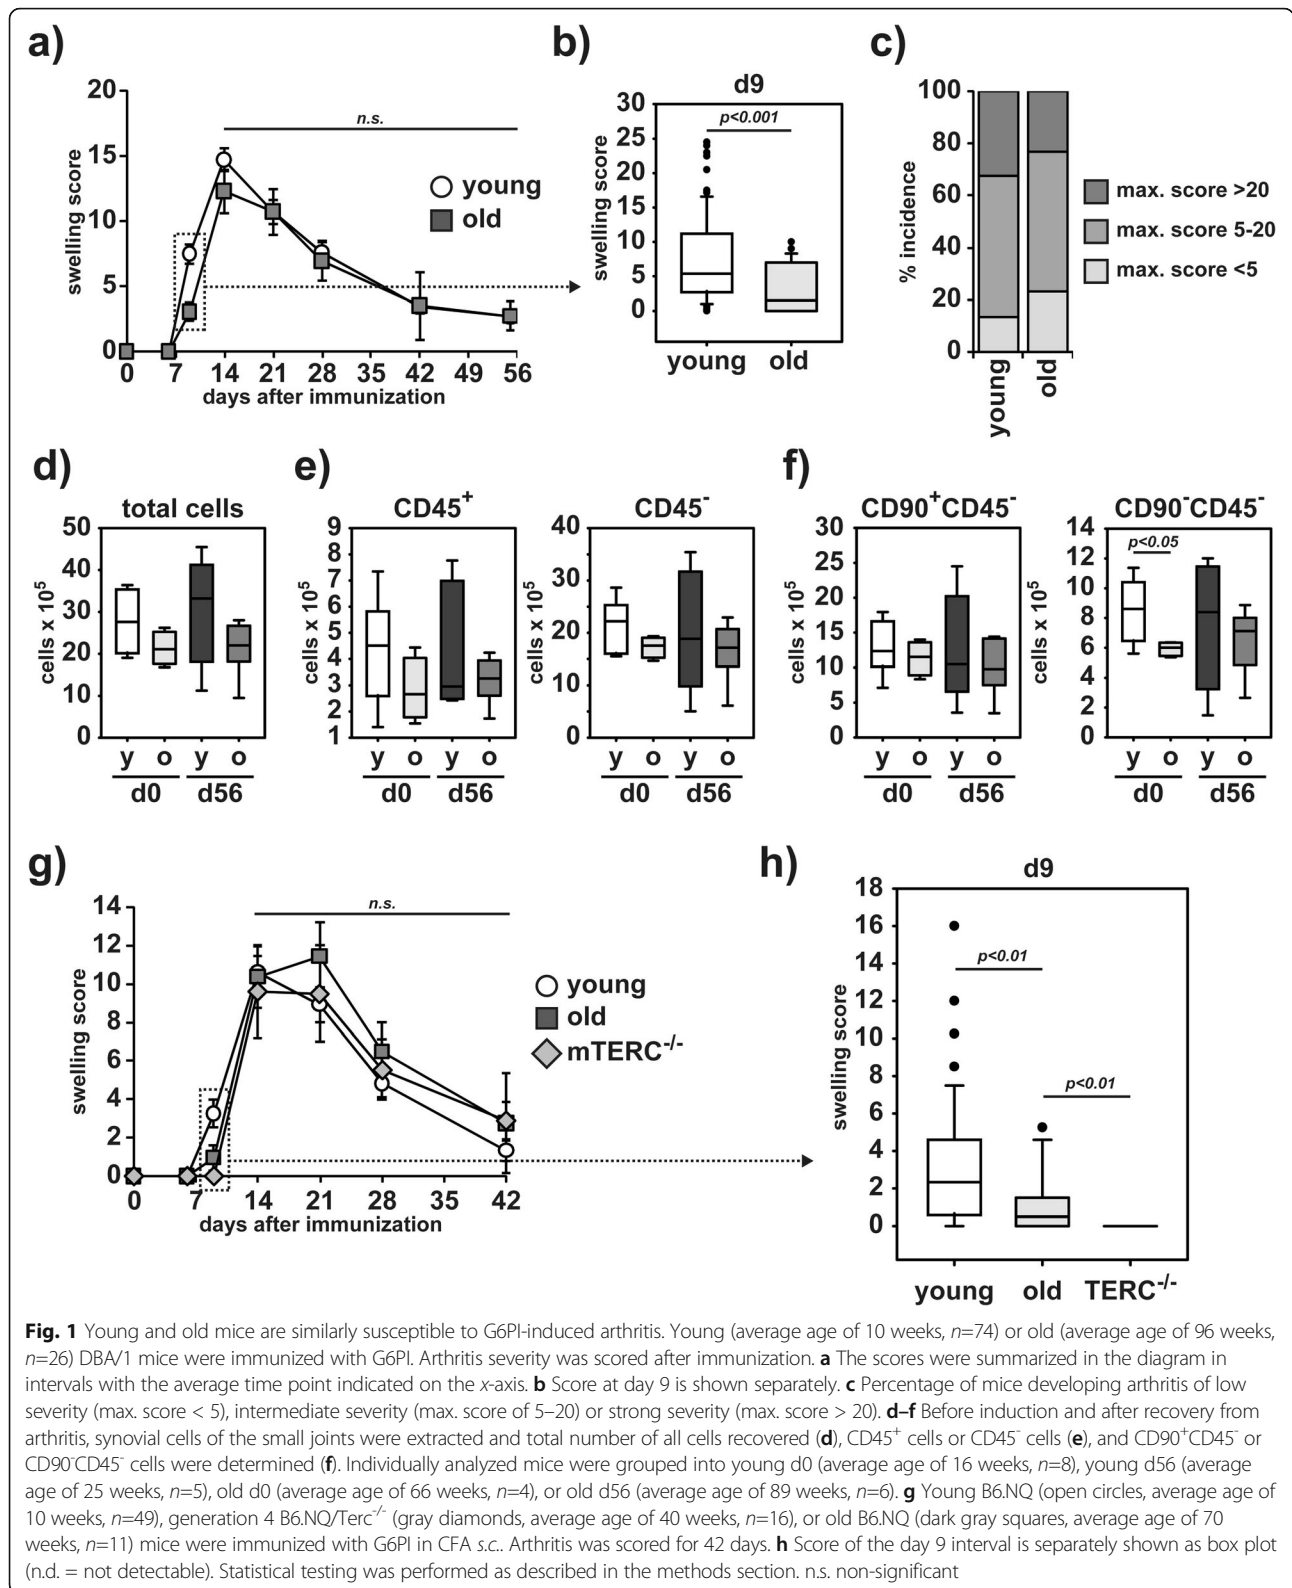 a)
20
15
10
5
0
swelling score
n.s.
young
old
0 7 14 21 28 35 42 49 56
days after immunization
b)
d9
30
25
20
15
10
5
0
swelling score
p<0.001
young old
c)
100
80
60
40
20
0
% incidence
young
old
max. score >20
max. score 5-20
max. score <5
d)
total cells
50
40
30
20
10
0
cells x 10⁵
y o y o
d0 d56
e)
CD45⁺
9
8
7
6
5
4
3
2
1
cells x 10⁵
y o y o
d0 d56
CD45⁻
40
30
20
10
0
cells x 10⁵
y o y o
d0 d56
f)
CD90⁺CD45⁻
30
25
20
15
10
5
0
cells x 10⁵
y o y o
d0 d56
CD90⁻CD45⁻
14
12
10
8
6
4
2
0
cells x 10⁵
p<0.05
y o y o
d0 d56
g)
14
12
10
8
6
4
2
0
swelling score
n.s.
young
old
mTERC⁻/⁻
0 7 14 21 28 35 42
days after immunization
h)
d9
18
16
14
12
10
8
6
4
2
0
swelling score
p<0.01
p<0.01
young old TERC⁻/⁻
Fig. 1 Young and old mice are similarly susceptible to G6PI-induced arthritis. Young (average age of 10 weeks, n=74) or old (average age of 96 weeks,
n=26) DBA/1 mice were immunized with G6PI. Arthritis severity was scored after immunization. a The scores were summarized in the diagram in
intervals with the average time point indicated on the x-axis. b Score at day 9 is shown separately. c Percentage of mice developing arthritis of low
severity (max. score < 5), intermediate severity (max. score of 5–20) or strong severity (max. score > 20). d–f Before induction and after recovery from
arthritis, synovial cells of the small joints were extracted and total number of all cells recovered (d), CD45⁺ cells or CD45⁻ cells (e), and CD90⁺CD45⁻ or
CD90⁻CD45⁻ cells were determined (f). Individually analyzed mice were grouped into young d0 (average age of 16 weeks, n=8), young d56 (average
age of 25 weeks, n=5), old d0 (average age of 66 weeks, n=4), or old d56 (average age of 89 weeks, n=6). g Young B6.NQ (open circles, average age of
10 weeks, n=49), generation 4 B6.NQ/Terc⁻/⁻ (gray diamonds, average age of 40 weeks, n=16), or old B6.NQ (dark gray squares, average age of 70
weeks, n=11) mice were immunized with G6PI in CFA s.c.. Arthritis was scored for 42 days. h Score of the day 9 interval is separately shown as box plot
(n.d. = not detectable). Statistical testing was performed as described in the methods section. n.s. non-significant